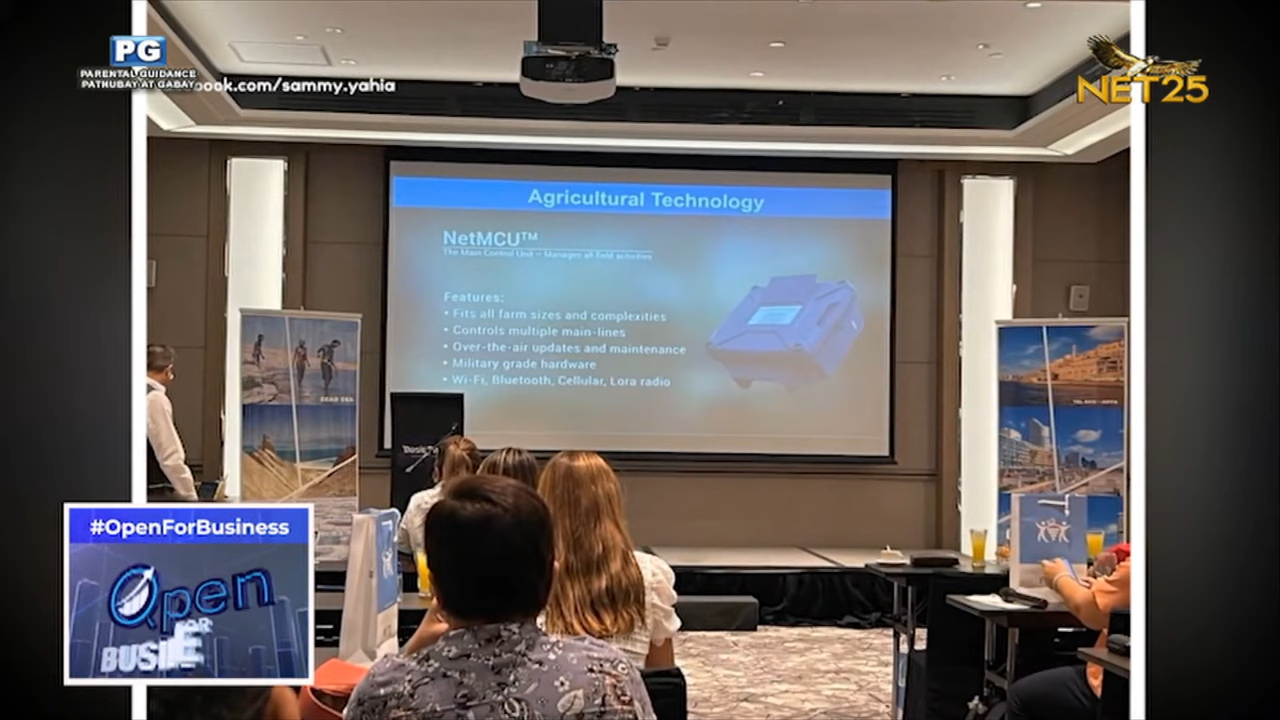 PG
PARENTAL GUIDANCE
PATNUBAY AT GABAY
ook.com/sammy.yahia
NET25
Agricultural Technology
NetMCU™
The Main Control Unit – Manages all field activities
Features:
• Fits all farm sizes and complexities
• Controls multiple main-lines
• Over-the-air updates and maintenance
• Military grade hardware
• Wi-Fi, Bluetooth, Cellular, Lora radio
DEAD SEA
#OpenForBusiness
Open
FOR